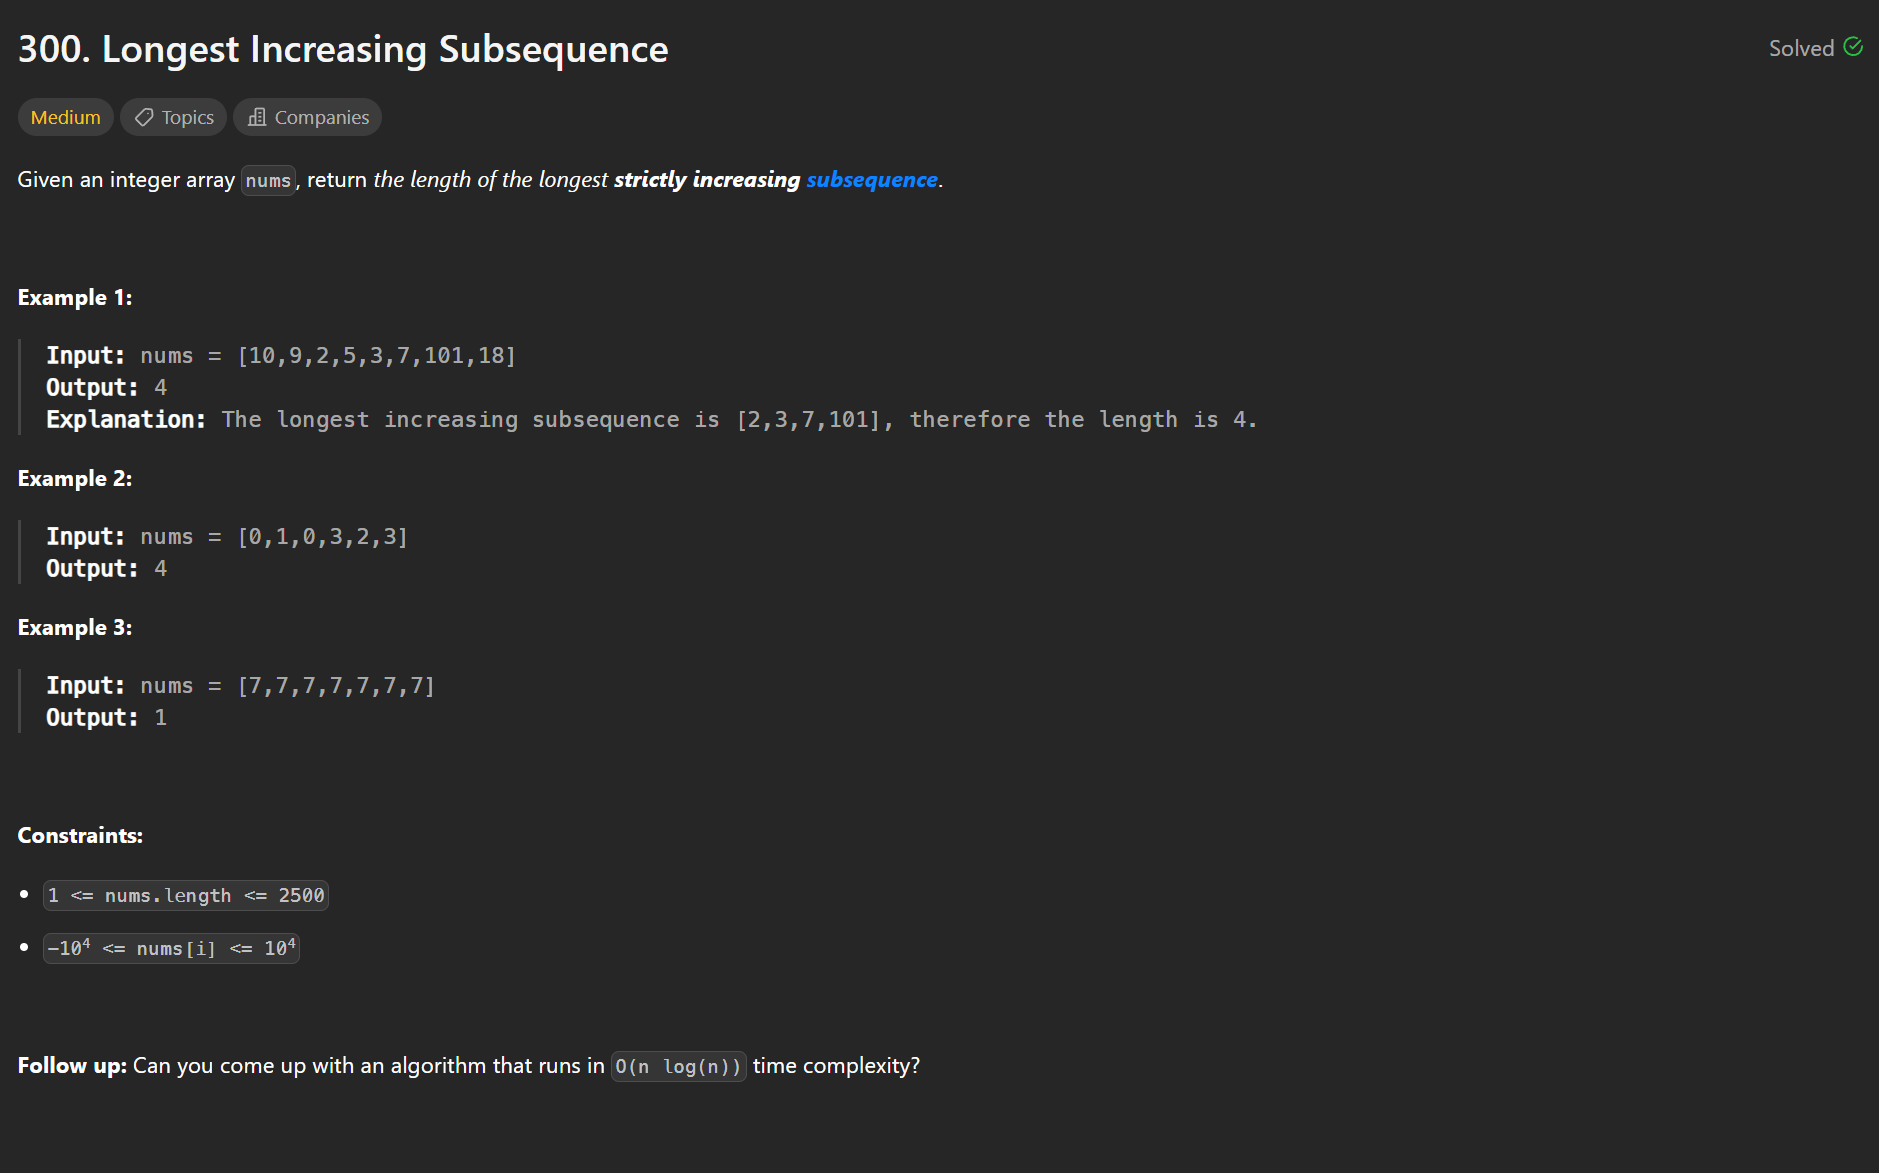 300. Longest Increasing Subsequence
Solved
Medium
Topics
Companies
Given an integer array nums, return the length of the longest strictly increasing subsequence.
Example 1:
Input: nums = [10,9,2,5,3,7,101,18]
Output: 4
Explanation: The longest increasing subsequence is [2,3,7,101], therefore the length is 4.
Example 2:
Input: nums = [0,1,0,3,2,3]
Output: 4
Example 3:
Input: nums = [7,7,7,7,7,7,7]
Output: 1
Constraints:
1 <= nums.length <= 2500
-10⁴ <= nums[i] <= 10⁴
Follow up: Can you come up with an algorithm that runs in O(n log(n)) time complexity?